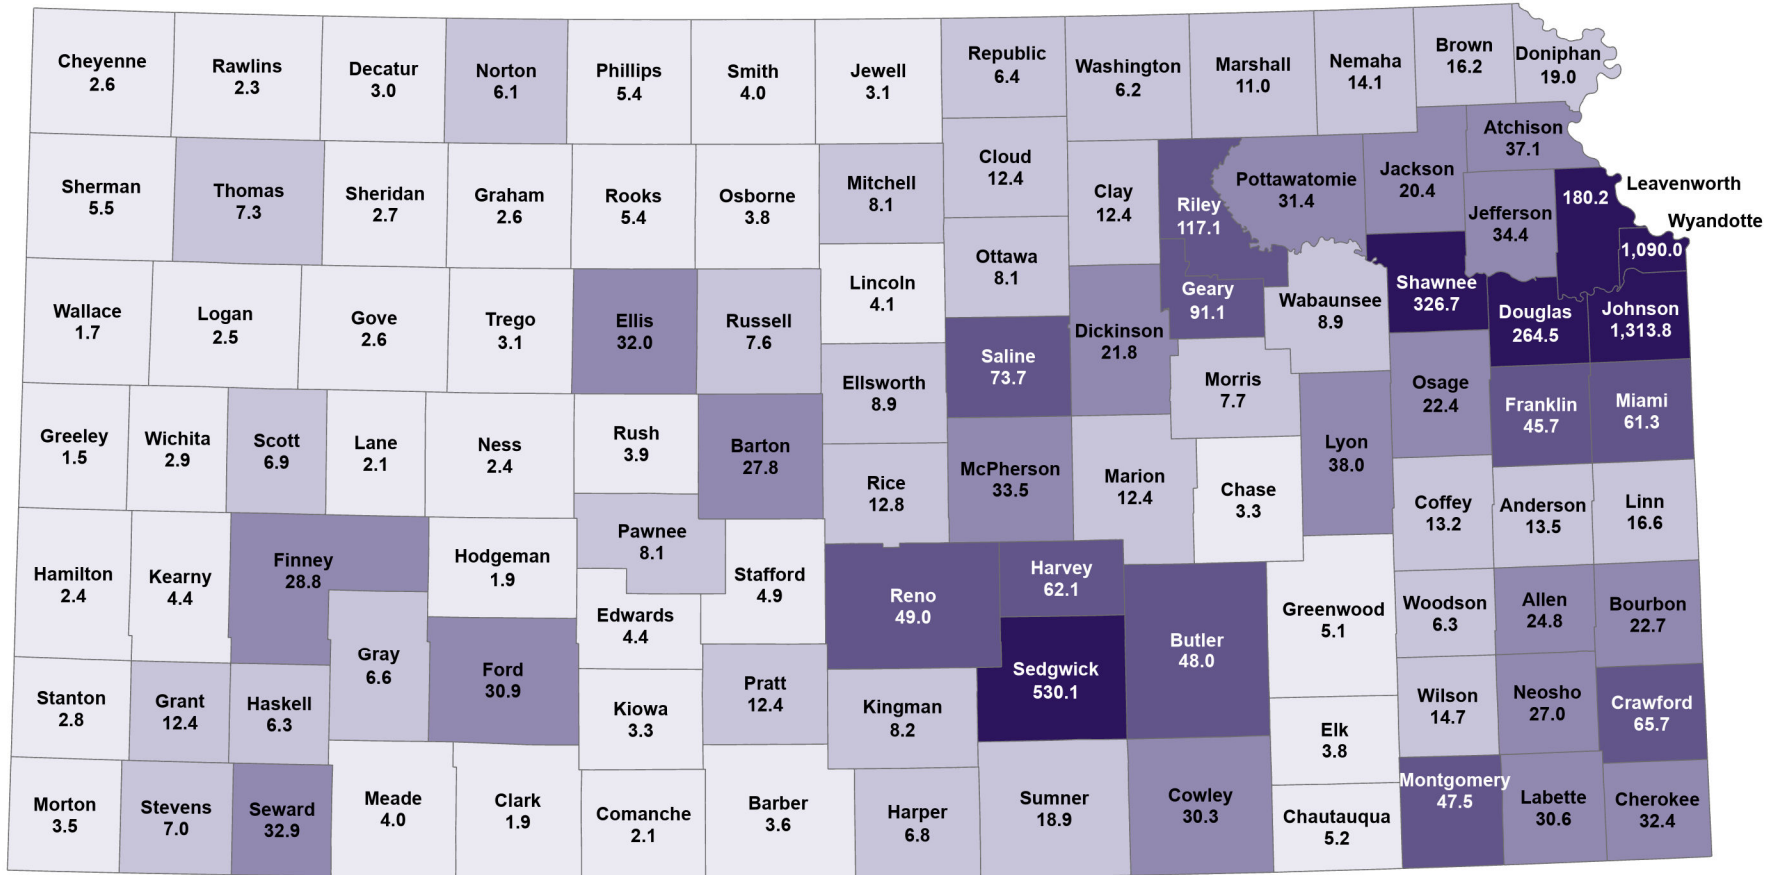 Cheyenne
2.6
Rawlins
2.3
Decatur
3.0
Norton
6.1
Phillips
5.4
Smith
4.0
Jewell
3.1
Republic
6.4
Washington
6.2
Marshall
11.0
Nemaha
14.1
Brown
16.2
Doniphan
19.0
Sherman
5.5
Thomas
7.3
Sheridan
2.7
Graham
2.6
Rooks
5.4
Osborne
3.8
Mitchell
8.1
Cloud
12.4
Clay
12.4
Riley
117.1
Pottawatomie
31.4
Jackson
20.4
Atchison
37.1
Jefferson
34.4
Leavenworth
180.2
Wyandotte
1,090.0
Wallace
1.7
Logan
2.5
Gove
2.6
Trego
3.1
Ellis
32.0
Russell
7.6
Lincoln
4.1
Ottawa
8.1
Saline
73.7
Dickinson
21.8
Geary
91.1
Wabaunsee
8.9
Shawnee
326.7
Douglas
264.5
Johnson
1,313.8
Greeley
1.5
Wichita
2.9
Scott
6.9
Lane
2.1
Ness
2.4
Rush
3.9
Barton
27.8
Ellsworth
8.9
Rice
12.8
McPherson
33.5
Marion
12.4
Morris
7.7
Chase
3.3
Lyon
38.0
Osage
22.4
Franklin
45.7
Miami
61.3
Coffey
13.2
Anderson
13.5
Linn
16.6
Hamilton
2.4
Kearny
4.4
Finney
28.8
Hodgeman
1.9
Pawnee
8.1
Stafford
4.9
Edwards
4.4
Gray
6.6
Ford
30.9
Reno
49.0
Harvey
62.1
Sedgwick
530.1
Butler
48.0
Greenwood
5.1
Woodson
6.3
Allen
24.8
Bourbon
22.7
Stanton
2.8
Grant
12.4
Haskell
6.3
Kiowa
3.3
Pratt
12.4
Kingman
8.2
Elk
3.8
Wilson
14.7
Neosho
27.0
Crawford
65.7
Morton
3.5
Stevens
7.0
Seward
32.9
Meade
4.0
Clark
1.9
Comanche
2.1
Barber
3.6
Harper
6.8
Sumner
18.9
Cowley
30.3
Chautauqua
5.2
Montgomery
47.5
Labette
30.6
Cherokee
32.4